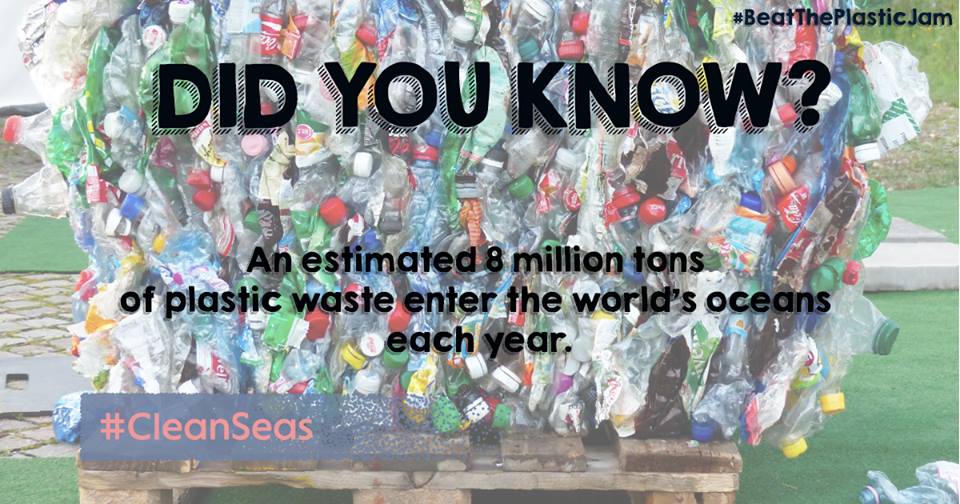 #BeatThePlasticJam
DID YOU KNOW?
An estimated 8 million tons
of plastic waste enter the world's oceans
each year.
#CleanSeas